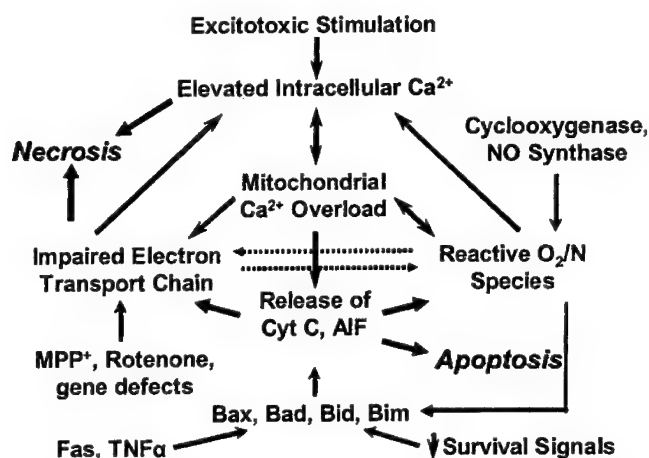 Excitotoxic Stimulation
Elevated Intracellular Ca²⁺
Cyclooxygenase,
NO Synthase
Necrosis
Mitochondrial
Ca²⁺ Overload
Impaired Electron
Transport Chain
Reactive O₂/N
Species
Release of
Cyt C, AIF
MPP⁺, Rotenone,
gene defects
Apoptosis
Bax, Bad, Bid, Bim
Fas, TNFα
Survival Signals